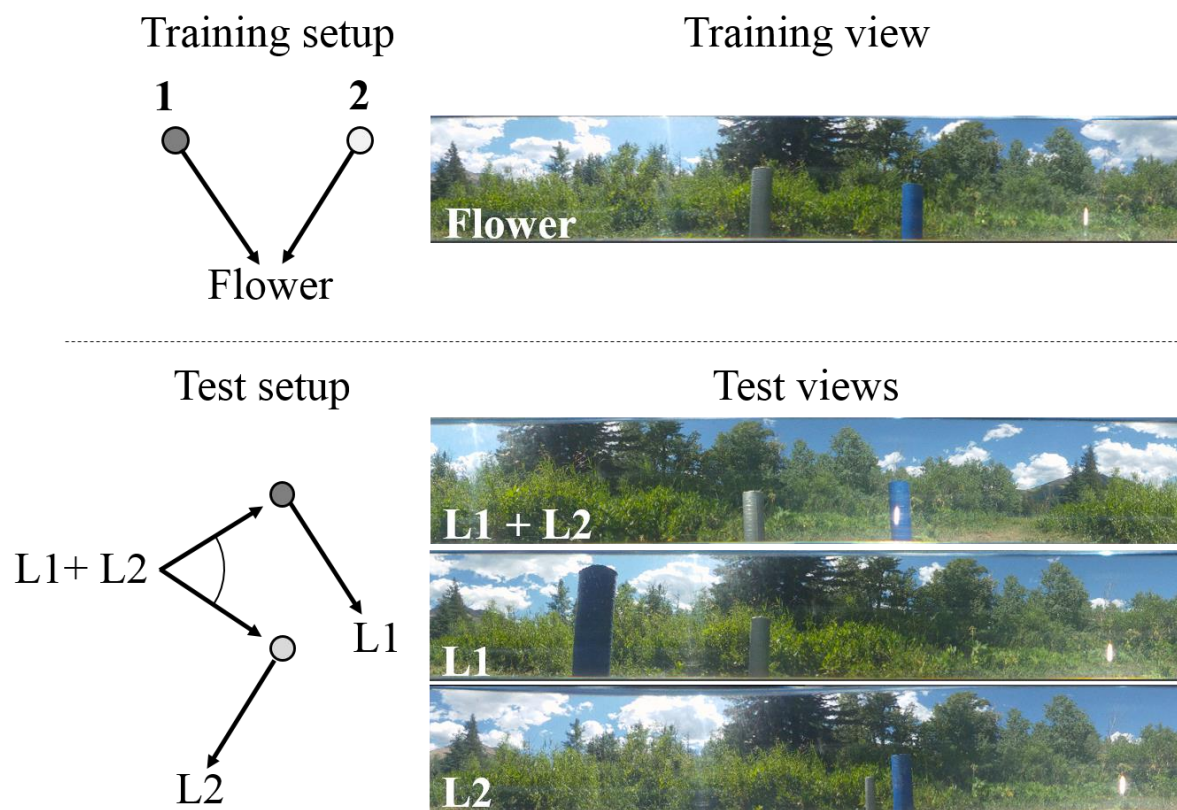 Training setup
Training view
1
2
Flower
Flower
Test setup
Test views
L1 + L2
L1+ L2
L1
L1
L2
L2